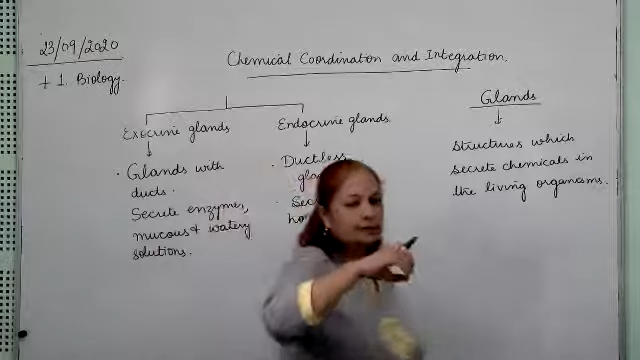 23/09/2020
+ 1. Biology.
Chemical Coordination and Integration.
Exocrine glands
· Glands with
ducts.
Secrete enzymes,
mucous & watery
solutions.
Endocrine glands
· Ductless
· 
Glands
Structures which
secrete chemicals in
the living organisms.